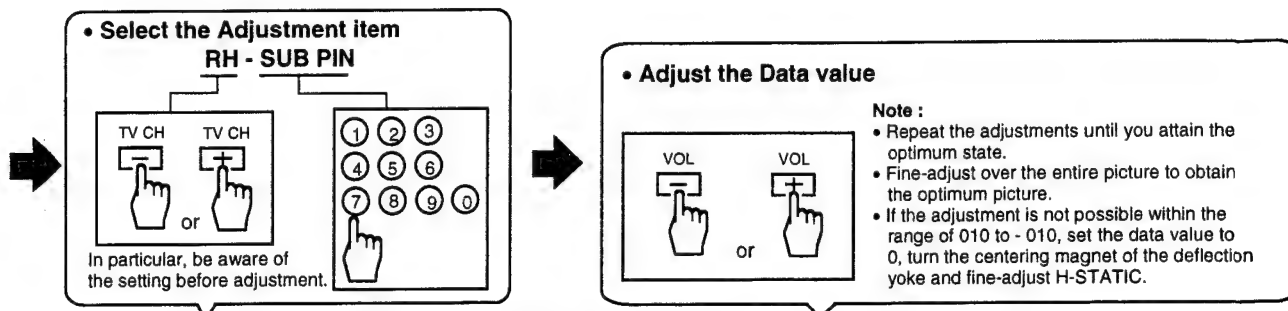 • Select the Adjustment item
RH - SUB PIN
TV CH TV CH
− +
or
In particular, be aware of
the setting before adjustment.
1 2 3
4 5 6
7 8 9 0
• Adjust the Data value
VOL VOL
− +
or
Note :
• Repeat the adjustments until you attain the
optimum state.
• Fine-adjust over the entire picture to obtain
the optimum picture.
• If the adjustment is not possible within the
range of 010 to - 010, set the data value to
0, turn the centering magnet of the deflection
yoke and fine-adjust H-STATIC.